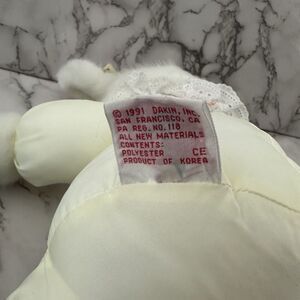 © 1991 DAKIN, INC.
SAN FRANCISCO, CA
PA REG. NO. 118
ALL NEW MATERIALS
CONTENTS:
POLYESTER CE
PRODUCT OF KOREA